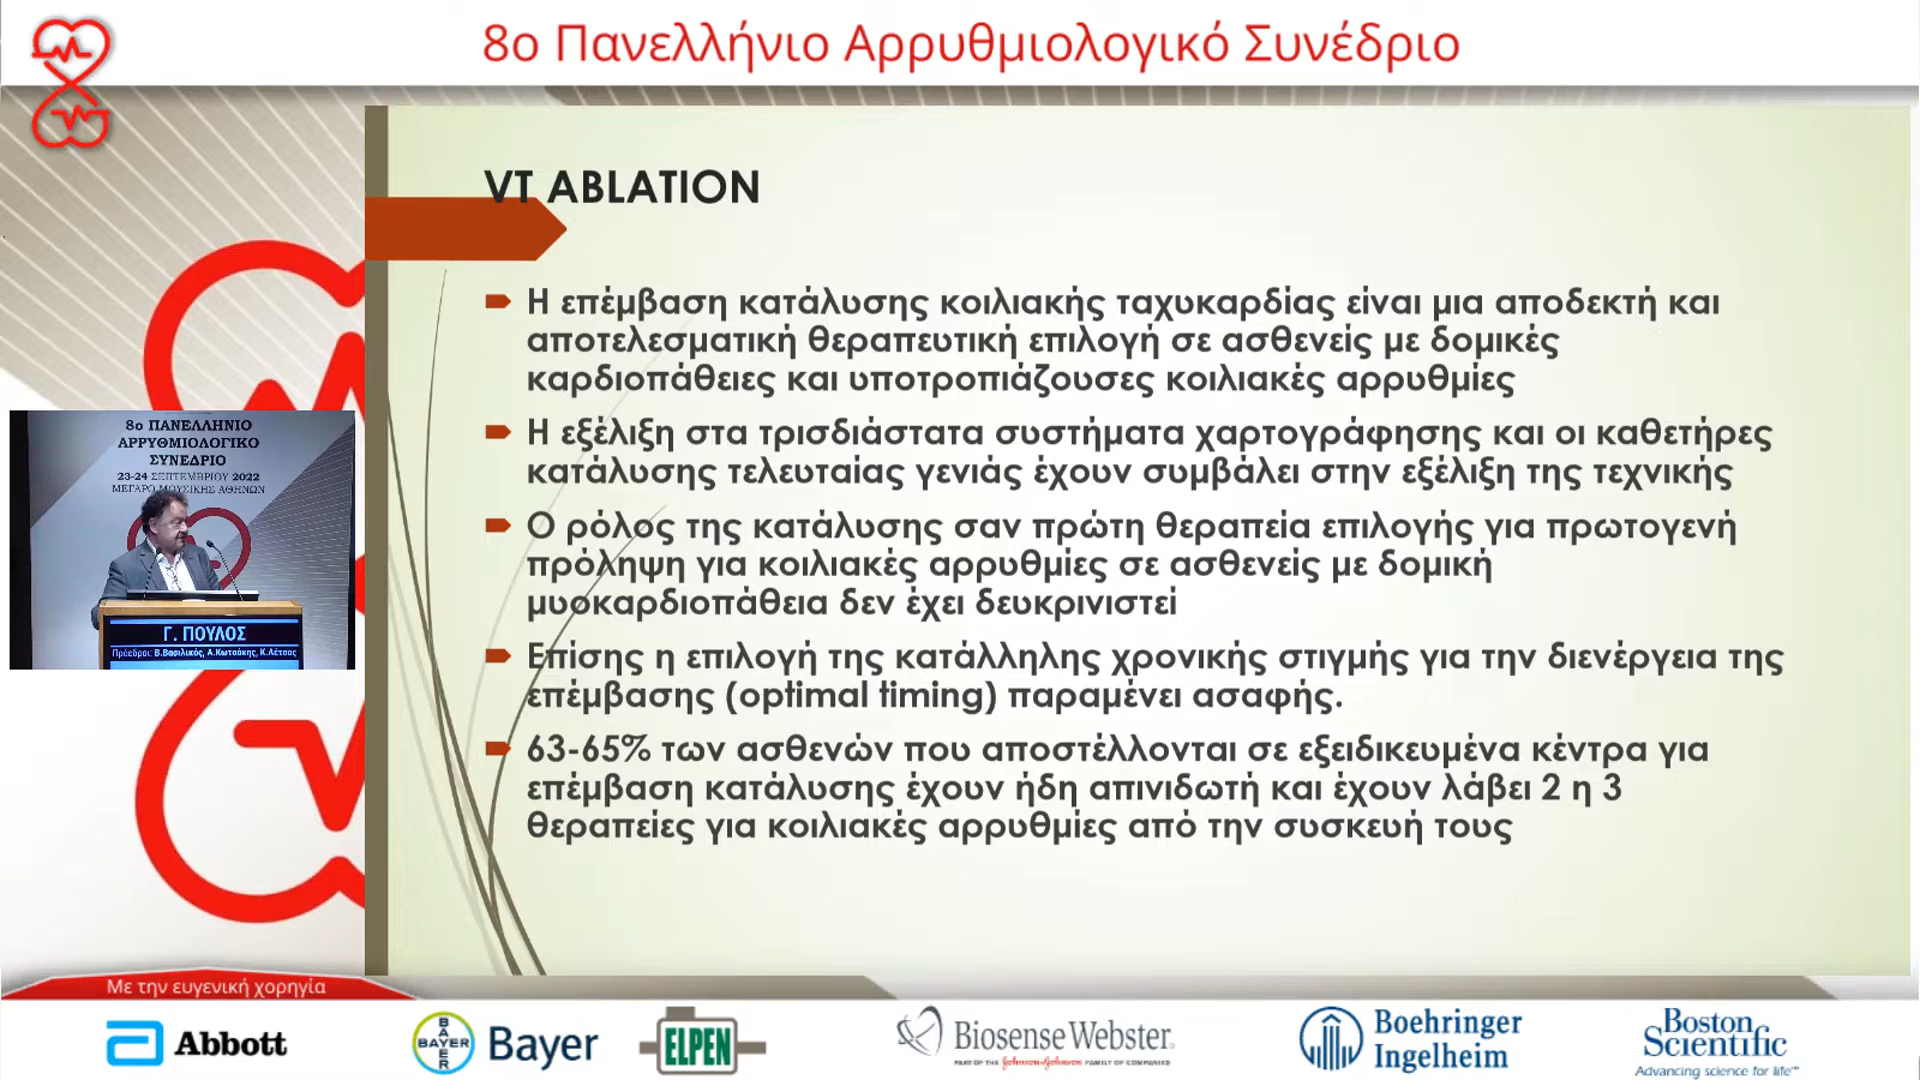 8ο Πανελλήνιο Αρρυθμιολογικό Συνέδριο
VT ABLATION
Η επέμβαση κατάλυσης κοιλιακής ταχυκαρδίας είναι μια αποδεκτή και
αποτελεσματική θεραπευτική επιλογή σε ασθενείς με δομικές
καρδιοπάθειες και υποτροπιάζουσες κοιλιακές αρρυθμίες
Η εξέλιξη στα τρισδιάστατα συστήματα χαρτογράφησης και οι καθετήρες
κατάλυσης τελευταίας γενιάς έχουν συμβάλει στην εξέλιξη της τεχνικής
Ο ρόλος της κατάλυσης σαν πρώτη θεραπεία επιλογής για πρωτογενή
πρόληψη για κοιλιακές αρρυθμίες σε ασθενείς με δομική
μυοκαρδιοπάθεια δεν έχει δευκρινιστεί
Επίσης η επιλογή της κατάλληλης χρονικής στιγμής για την διενέργεια της
επέμβασης (optimal timing) παραμένει ασαφής.
63-65% των ασθενών που αποστέλλονται σε εξειδικευμένα κέντρα για
επέμβαση κατάλυσης έχουν ήδη απινιδωτή και έχουν λάβει 2 η 3
θεραπείες για κοιλιακές αρρυθμίες από την συσκευή τους
8ο ΠΑΝΕΛΛΗΝΙΟ
ΑΡΡΥΘΜΙΟΛΟΓΙΚΟ
ΣΥΝΕΔΡΙΟ
23-24 ΣΕΠΤΕΜΒΡΙΟΥ 2022
ΜΕΓΑΡΟ ΜΟΥΣΙΚΗΣ ΑΘΗΝΩΝ
Γ. ΠΟΥΛΟΣ
Πρόεδροι: Β.Βασιλικός, Α.Κωτσάκης, Κ.Λέτσας
Με την ευγενική χορηγία
Abbott
BAYER
BAYER
Bayer
ELPEN
Biosense Webster
PART OF THE Johnson & Johnson FAMILY OF COMPANIES
Boehringer
Ingelheim
Boston
Scientific
Advancing science for life™